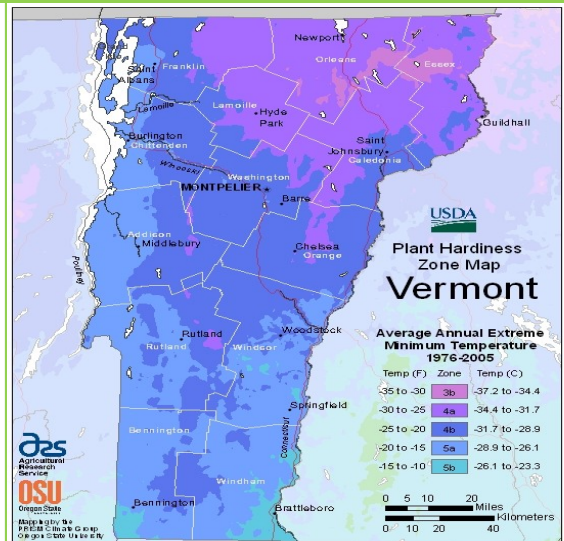 Newport
Orleans
Essex
Grand Isle
Saint Albans
Franklin
Lamoille
Lamoille
Hyde Park
Guildhall
Burlington
Chittenden
Winooski
Saint Johnsbury
Caledonia
Washington
MONTPELIER
Barre
Addison
Middlebury
Chelsea
Orange
Poultney
Rutland
Rutland
Windsor
Woodstock
Springfield
Connecticut
Bennington
Windham
Bennington
Brattleboro
USDA
Plant Hardiness
Zone Map
Vermont
Average Annual Extreme
Minimum Temperature
1976-2005
Temp (F) Zone Temp (C)
-35 to -30 3b -37.2 to -34.4
-30 to -25 4a -34.4 to -31.7
-25 to -20 4b -31.7 to -28.9
-20 to -15 5a -28.9 to -26.1
-15 to -10 5b -26.1 to -23.3
0 5 10 20
Miles
Kilometers
0 10 20 40
ars
Agricultural
Research
Service
OSU
Oregon State
Mapping by the
PRISM Climate Group
Oregon State University